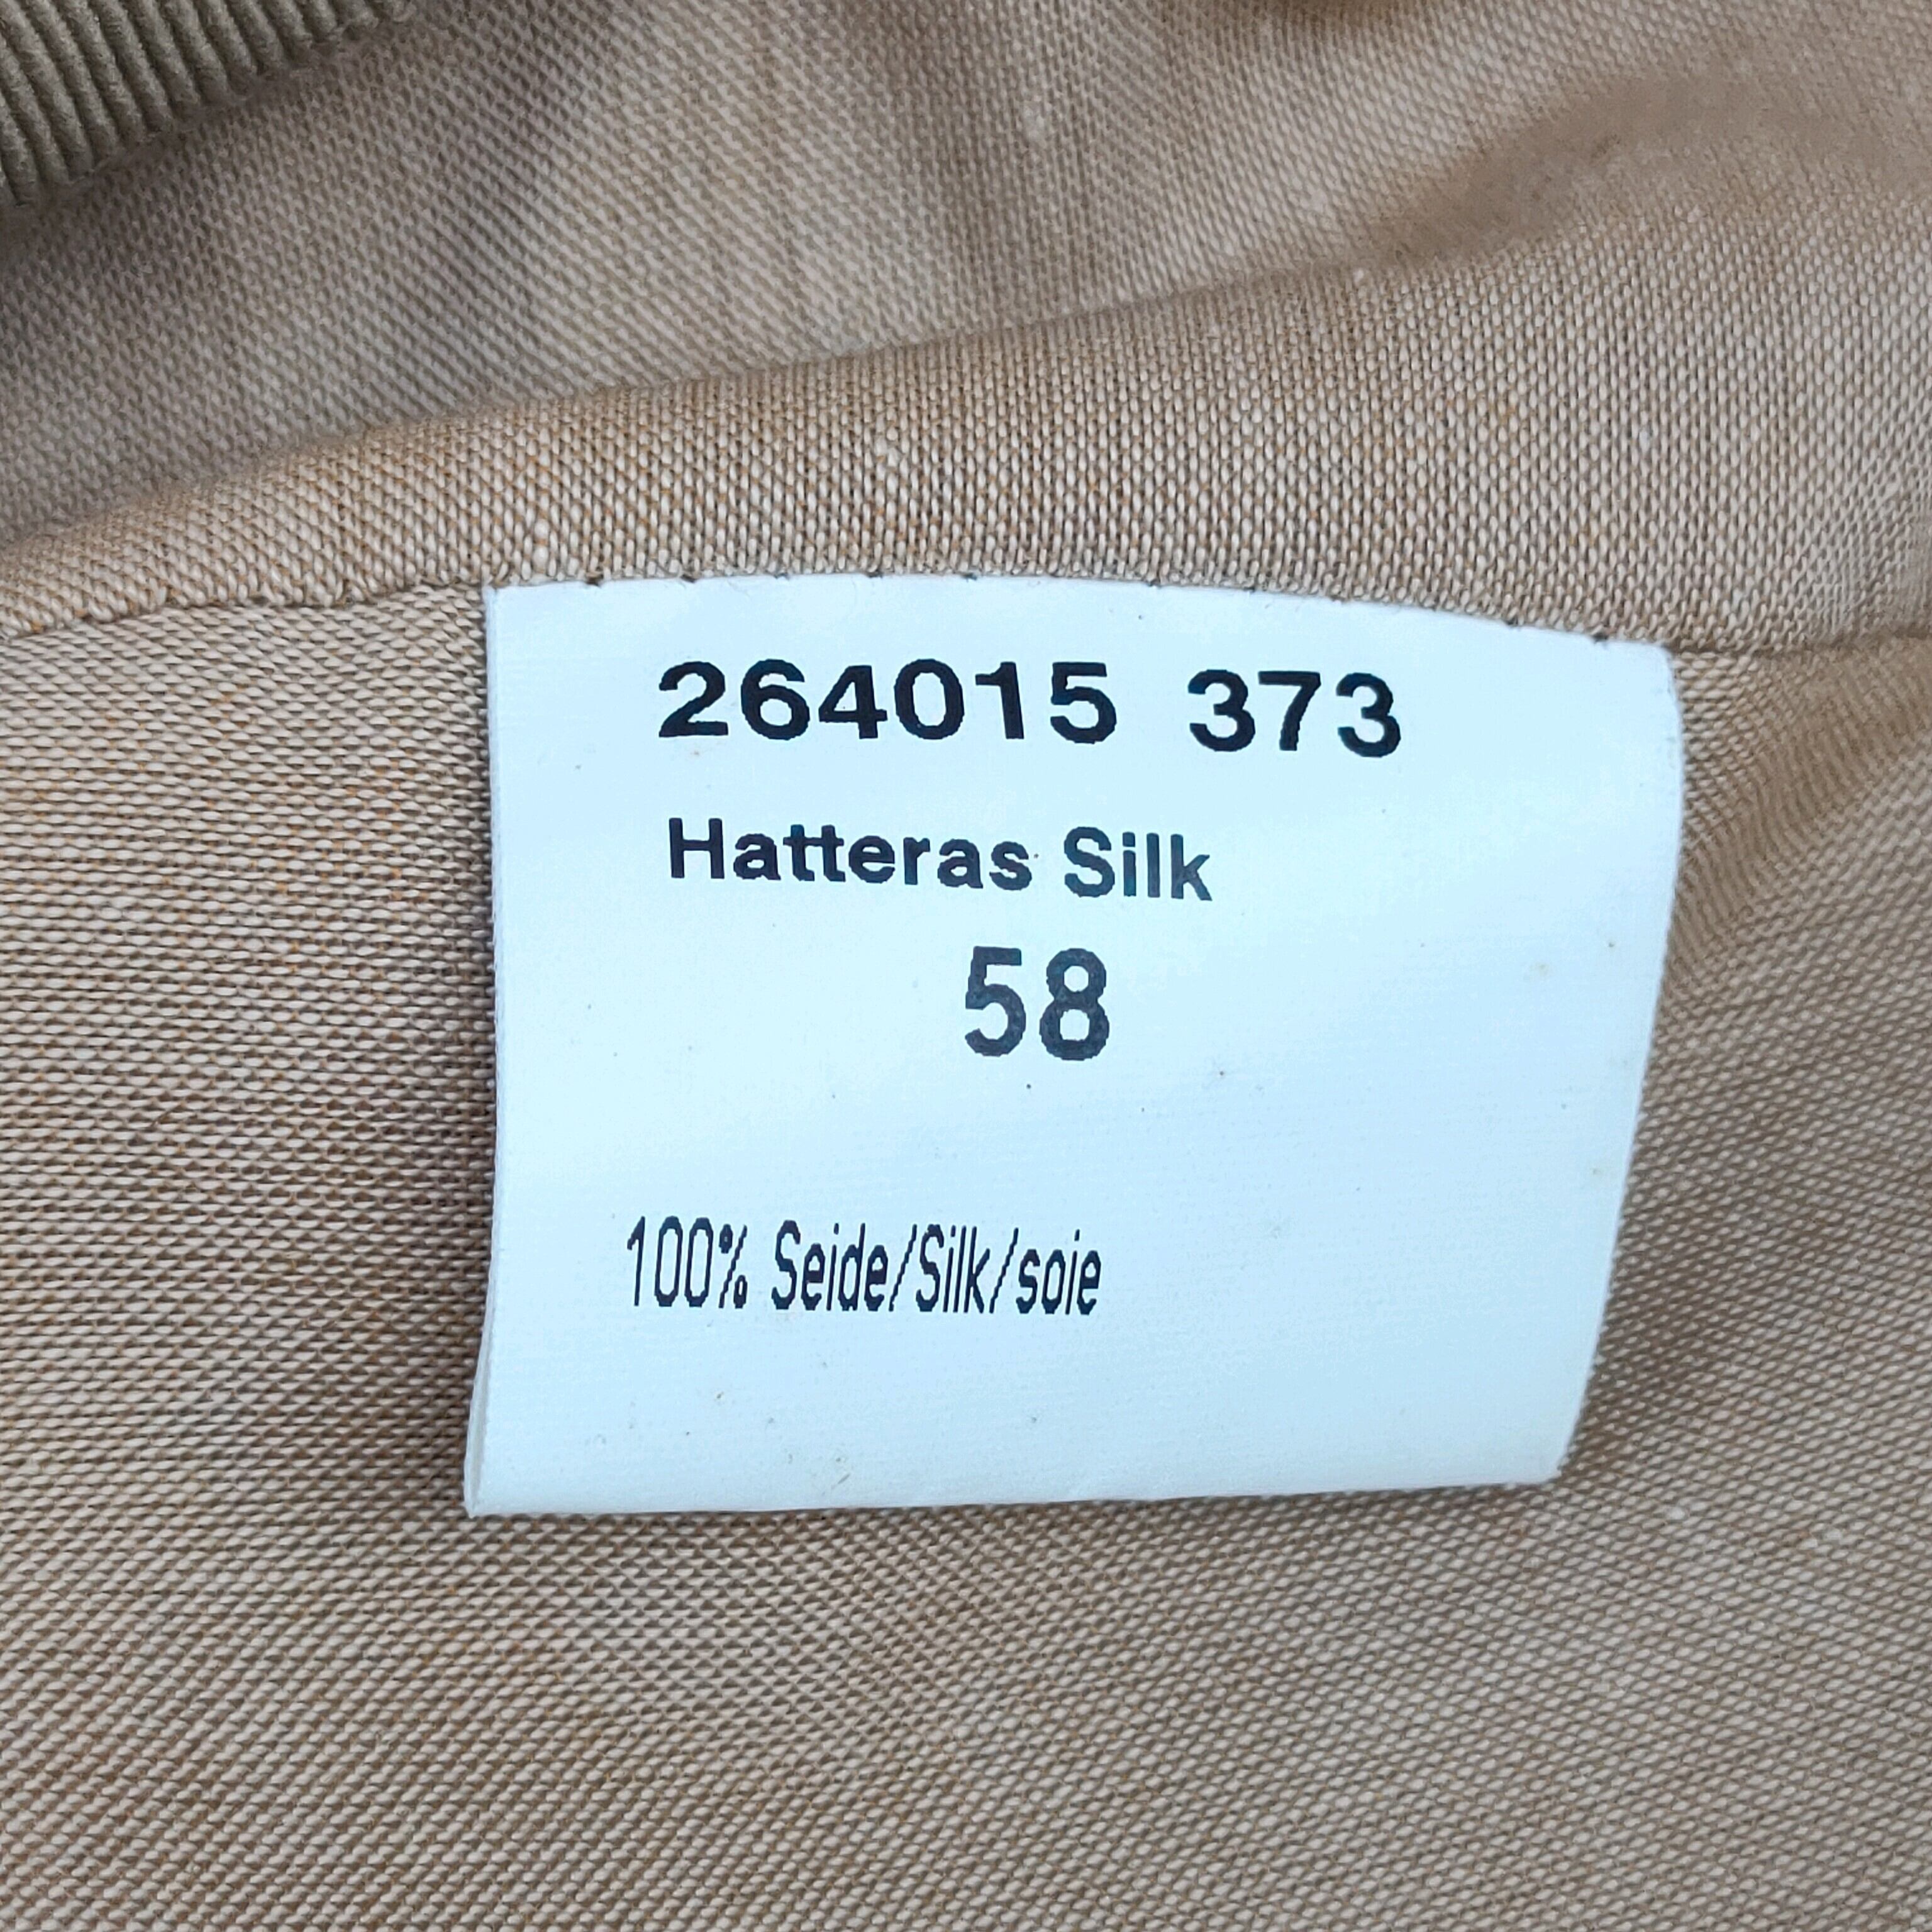 264015 373
Hatteras Silk
58
100% Seide/Silk/soie